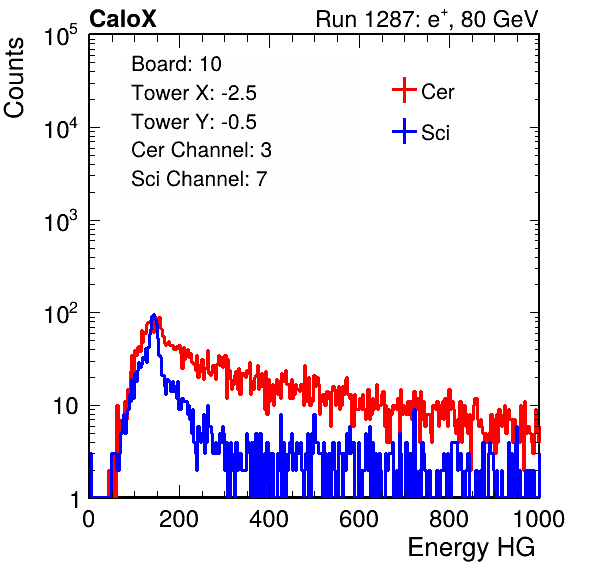 CaloX Run 1287: e⁺, 80 GeV
Counts
10⁵
10⁴
10³
10²
10
1
Board: 10
Tower X: -2.5
Tower Y: -0.5
Cer Channel: 3
Sci Channel: 7
Cer
Sci
0 200 400 600 800 1000
Energy HG